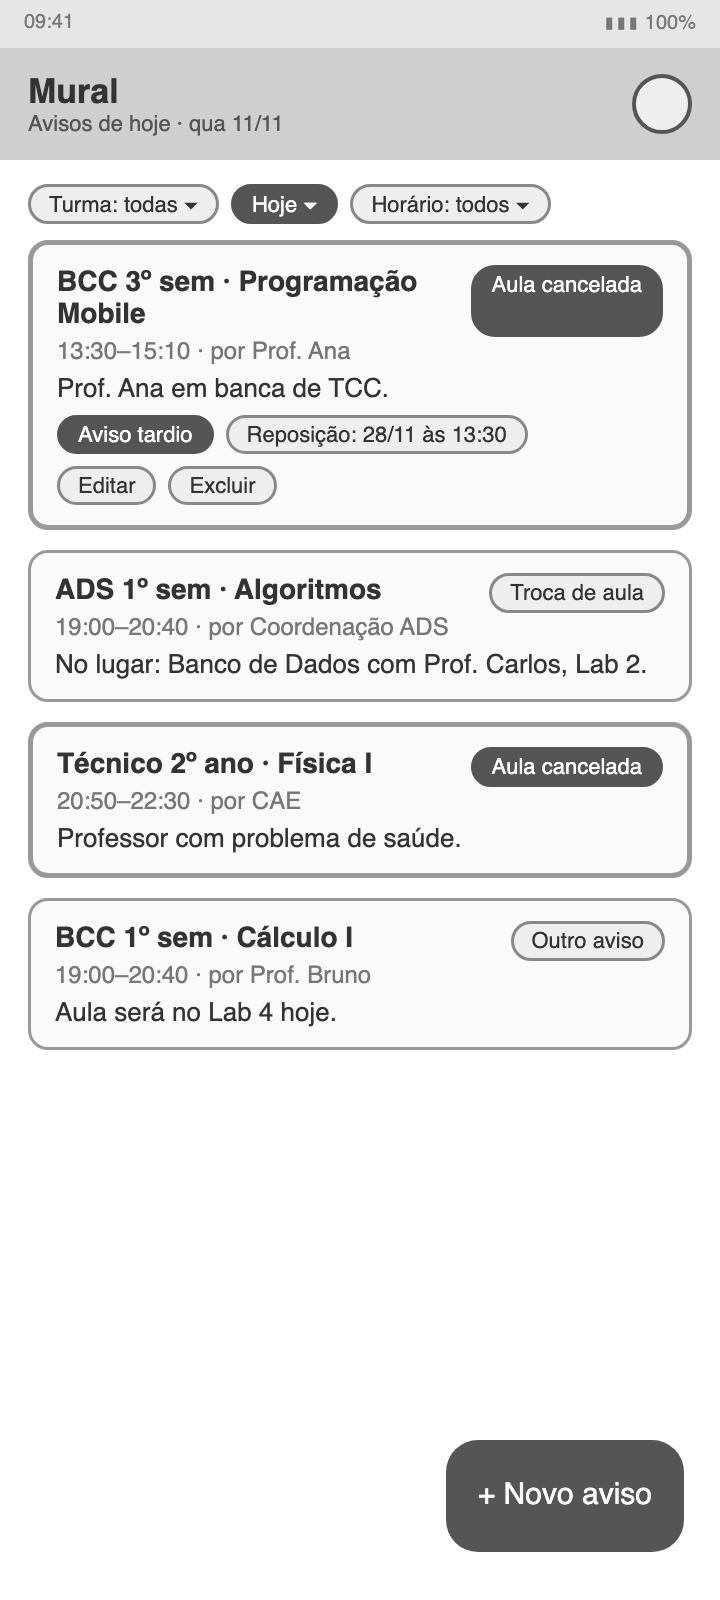 09:41
100%
Mural
Avisos de hoje · qua 11/11
Turma: todas ▾ Hoje ▾ Horário: todos ▾
BCC 3º sem · Programação
Mobile
Aula cancelada
13:30–15:10 · por Prof. Ana
Prof. Ana em banca de TCC.
Aviso tardio Reposição: 28/11 às 13:30
Editar Excluir
ADS 1º sem · Algoritmos
Troca de aula
19:00–20:40 · por Coordenação ADS
No lugar: Banco de Dados com Prof. Carlos, Lab 2.
Técnico 2º ano · Física I
Aula cancelada
20:50–22:30 · por CAE
Professor com problema de saúde.
BCC 1º sem · Cálculo I
Outro aviso
19:00–20:40 · por Prof. Bruno
Aula será no Lab 4 hoje.
+ Novo aviso